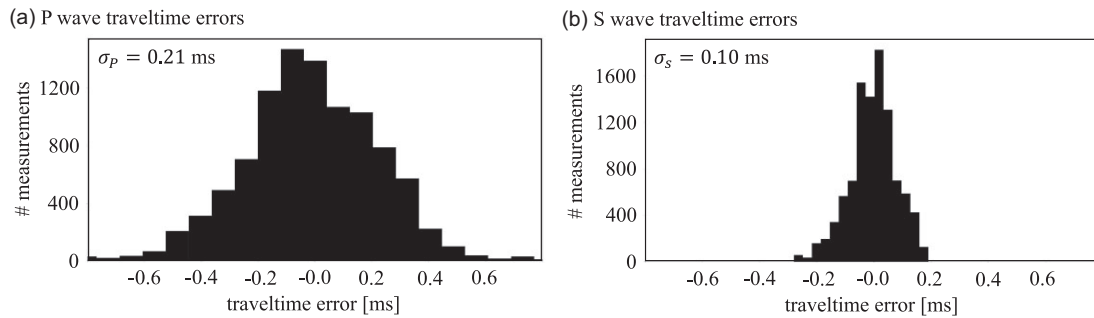 (a) P wave traveltime errors
σ_P = 0.21 ms
1200
800
400
0
# measurements
-0.6 -0.4 -0.2 -0.0 0.2 0.4 0.6
traveltime error [ms]
(b) S wave traveltime errors
σ_S = 0.10 ms
1600
1200
800
400
0
# measurements
-0.6 -0.4 -0.2 -0.0 0.2 0.4 0.6
traveltime error [ms]